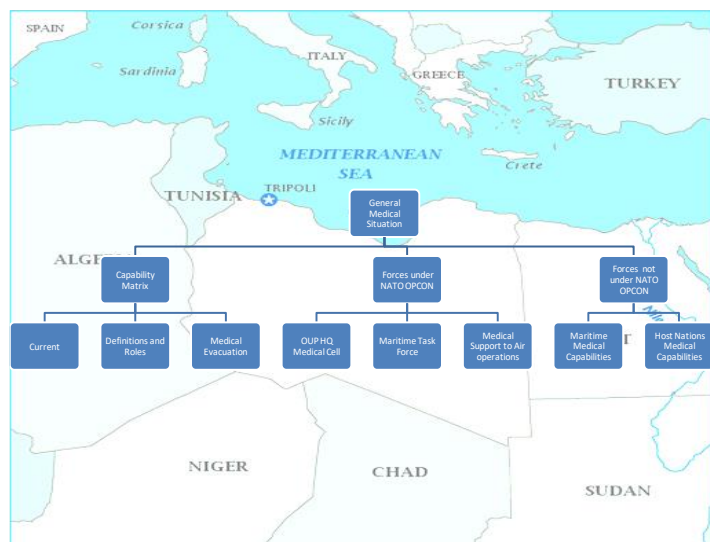 SPAIN
Corsica
ITALY
Sardinia
GREECE
TURKEY
Sicily
MEDITERRANEAN
SEA
Crete
TUNISIA
TRIPOLI
General
Medical
Situation
Capability
Matrix
Forces under
NATO OPCON
Forces not
under NATO
OPCON
Current
Definitions and
Roles
Medical
Evacuation
OUP HQ
Medical Cell
Maritime Task
Force
Medical
Support to Air
operations
Maritime
Medical
Capabilities
Host Nations
Medical
Capabilities
NIGER
CHAD
SUDAN